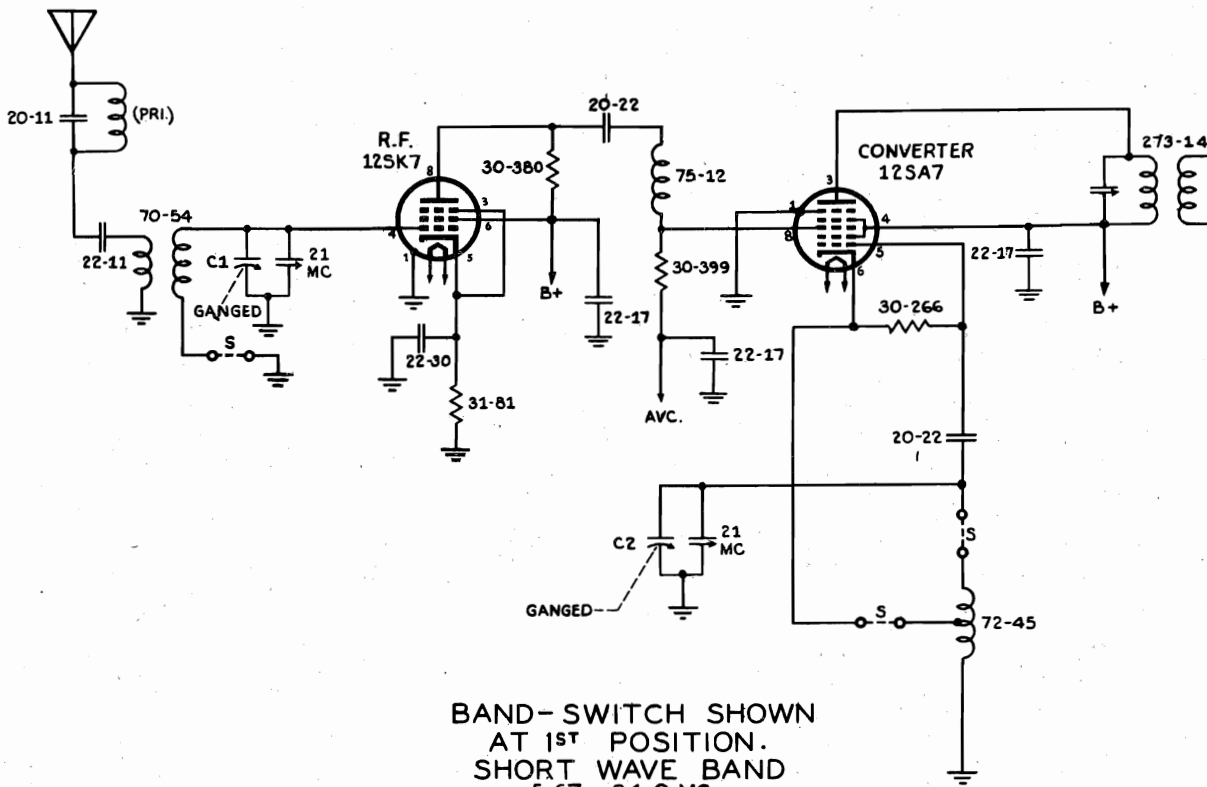 20-11
(PRI.)
22-11
70-54
C1
21
MC
GANGED
S
R.F.
12SK7
8
3
6
4
1
5
30-380
20-22
B+
22-17
22-30
31-81
75-12
30-399
22-17
AVC.
CONVERTER
12SA7
3
1
4
8
5
6
273-14
22-17
B+
30-266
20-22
C2
21
MC
GANGED
S
S
72-45
BAND-SWITCH SHOWN
AT 1ST POSITION.
SHORT WAVE BAND